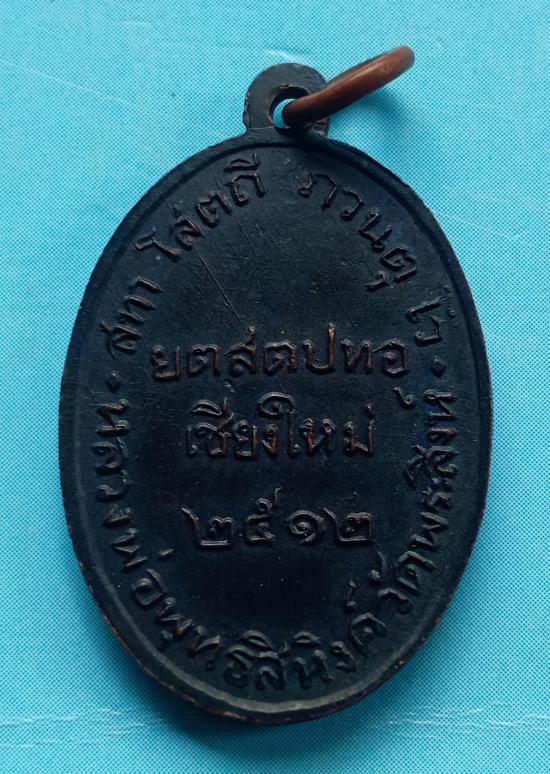 สทา โสตถี ภวนตุ เว
ยตสตปทอ
เชียงใหม่
๒๕๑๒
หลวงพ่อพุทธสิหิงค์ วัดพระสิงห์